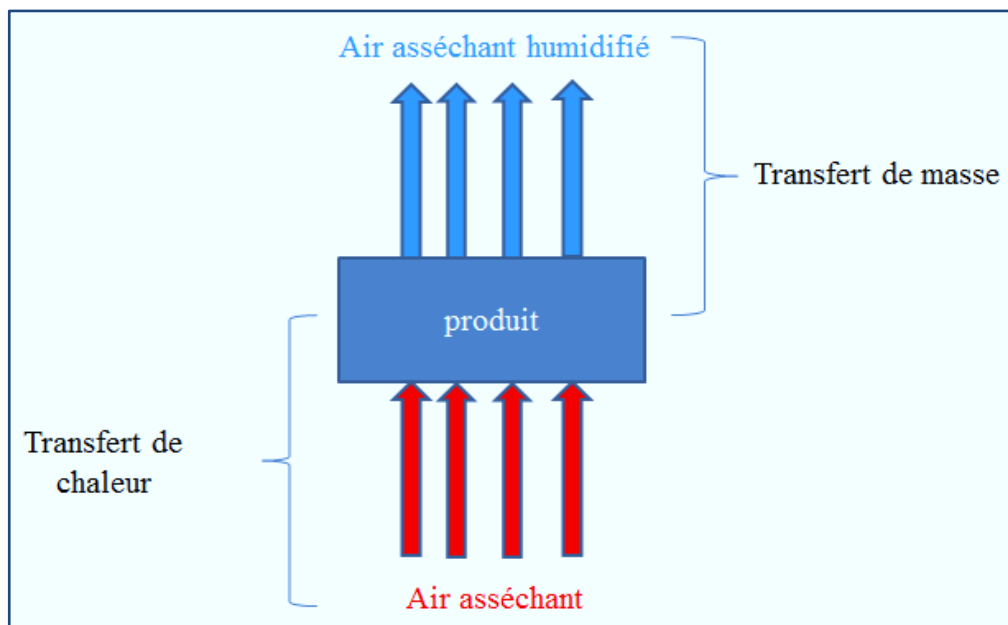 Air asséchant humidifié
Transfert de masse
produit
Transfert de
chaleur
Air asséchant